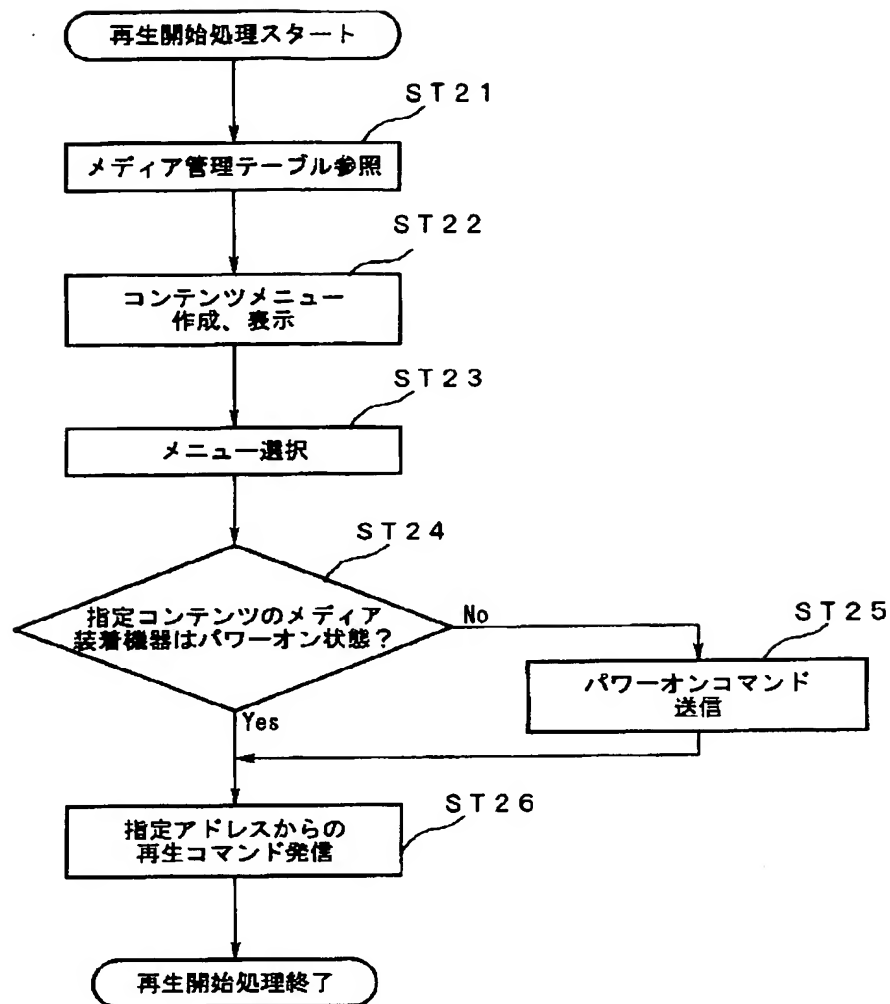 再生開始処理スタート
ST21
メディア管理テーブル参照
ST22
コンテンツメニュー
作成、表示
ST23
メニュー選択
ST24
指定コンテンツのメディア
装着機器はパワーオン状態?
No
ST25
パワーオンコマンド
送信
Yes
ST26
指定アドレスからの
再生コマンド発信
再生開始処理終了